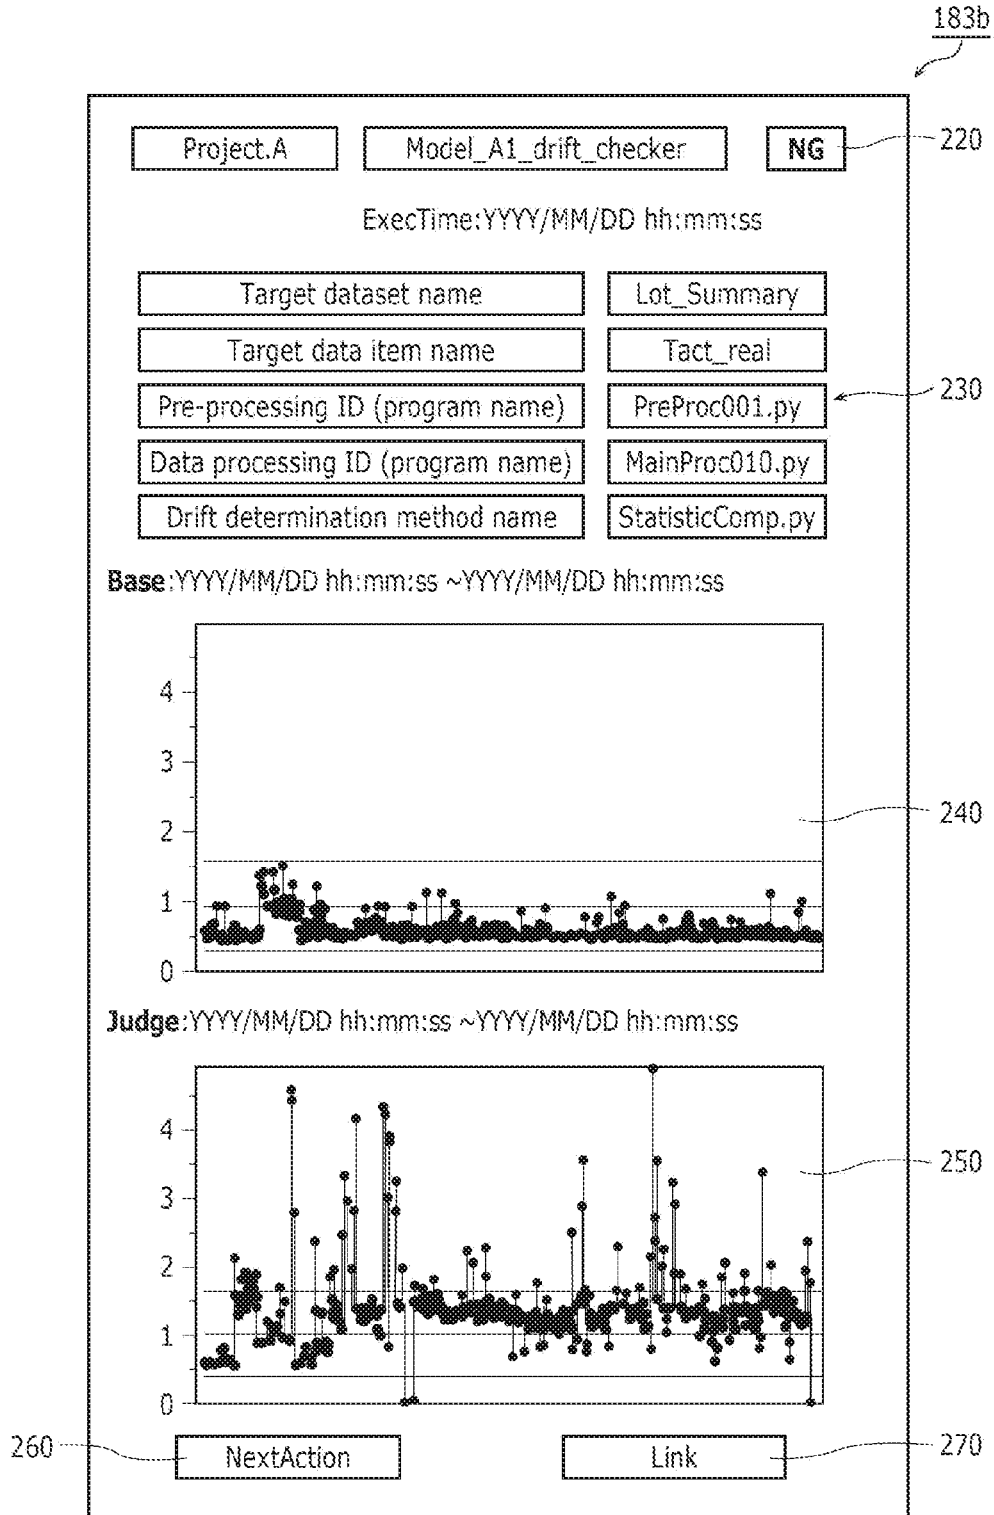 183b
Project.A Model_A1_drift_checker NG 220
ExecTime:YYYY/MM/DD hh:mm:ss
Target dataset name Lot_Summary
Target data item name Tact_real
Pre-processing ID (program name) PreProc001.py 230
Data processing ID (program name) MainProc010.py
Drift determination method name StatisticComp.py
Base:YYYY/MM/DD hh:mm:ss ~YYYY/MM/DD hh:mm:ss
4
3
240
2
1
0
Judge:YYYY/MM/DD hh:mm:ss ~YYYY/MM/DD hh:mm:ss
4
250
3
2
1
0
260 NextAction Link 270